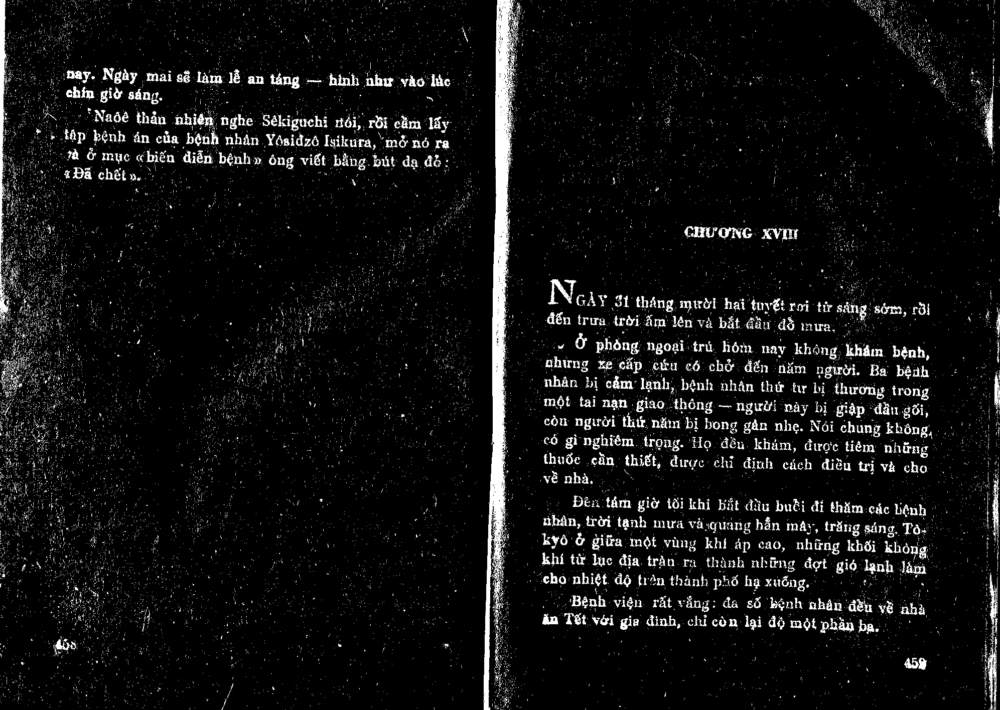 nay. Ngày mai sẽ làm lễ an táng — hình như vào lúc
chín giờ sáng.
Naôê thản nhiên nghe Sêkiguchi nói, rồi cầm lấy
tập bệnh án của bệnh nhân Yôsiđzô Isikura, mở nó ra
và ở mục «biến diễn bệnh» ông viết bằng bút dạ đỏ:
«Đã chết».
458
CHƯƠNG XVIII
NGÀY 31 tháng mười hai tuyết rơi từ sáng sớm, rồi
đến trưa trời ấm lên và bắt đầu đổ mưa.
Ở phòng ngoại trú hôm nay không khám bệnh,
nhưng xe cấp cứu có chở đến năm người. Ba bệnh
nhân bị cảm lạnh, bệnh nhân thứ tư bị thương trong
một tai nạn giao thông — người này bị giập đầu gối,
còn người thứ năm bị bong gân nhẹ. Nói chung không
có gì nghiêm trọng. Họ đều khám, được tiêm những
thuốc cần thiết, được chỉ định cách điều trị và cho
về nhà.
Đến tám giờ tối khi bắt đầu buổi đi thăm các bệnh
nhân, trời tạnh mưa và quang hẳn mây, trăng sáng. Tô-
kyô ở giữa một vùng khí áp cao, những khối không
khí từ lục địa tràn ra thành những đợt gió lạnh làm
cho nhiệt độ trên thành phố hạ xuống.
Bệnh viện rất vắng: đa số bệnh nhân đều về nhà
ăn Tết với gia đình, chỉ còn lại độ một phần ba.
459